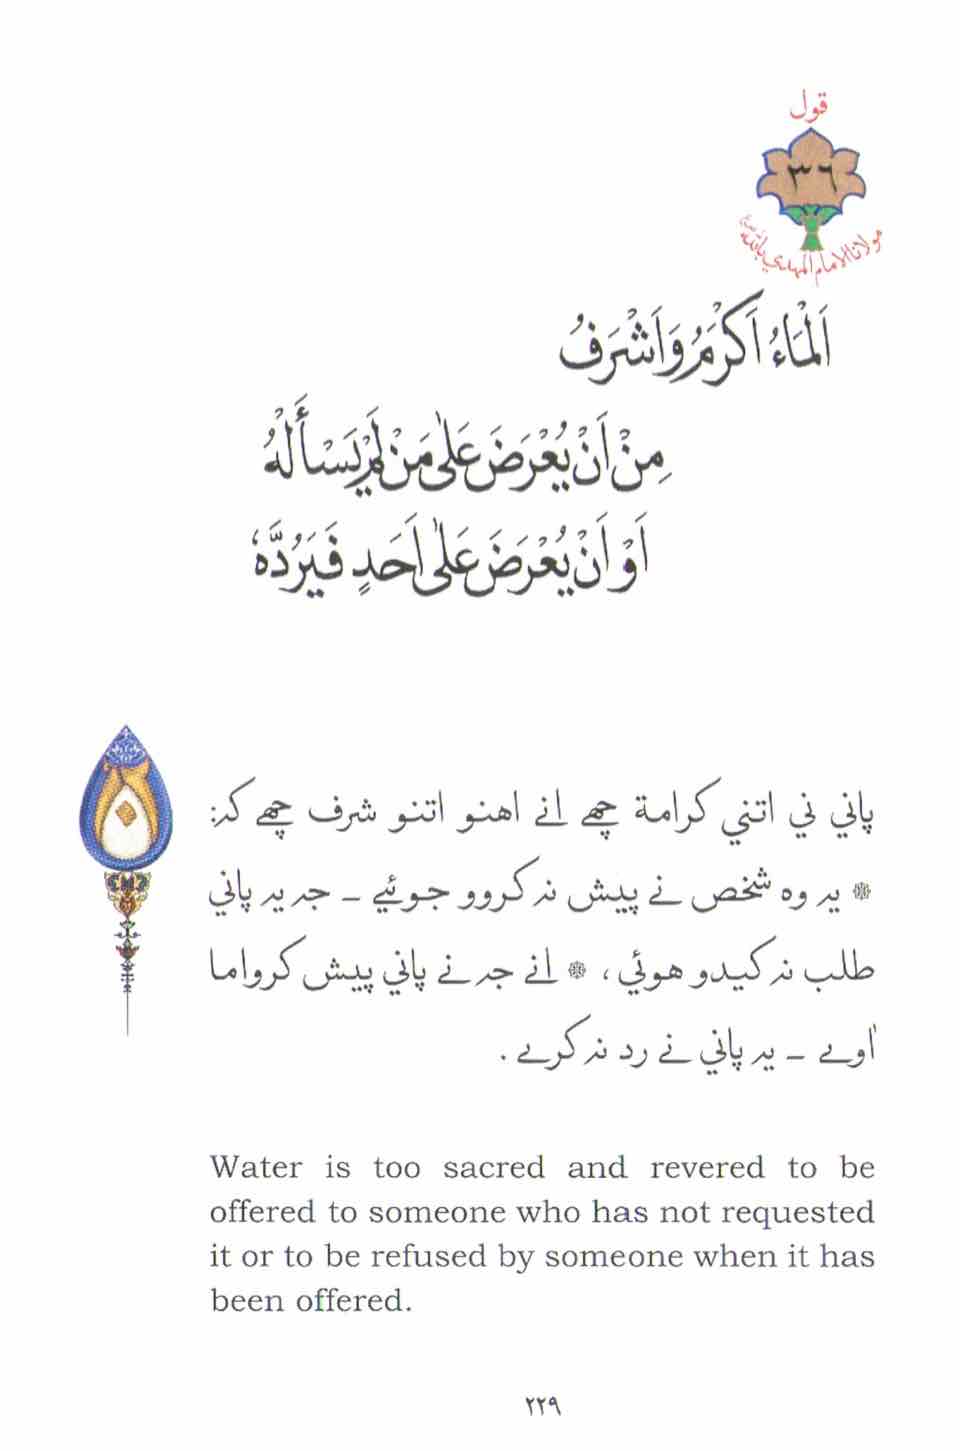 قول
٣٦
مولانا الامام المهدي بالله
اَلْمَاءُ اَكْرَمُ وَاَشْرَفُ
مِنْ اَنْ يُعْرَضَ عَلٰى مَنْ لَمْ يَسْأَلْهُ
اَوْ اَنْ يُعْرَضَ عَلٰى اَحَدٍ فَيَرُدَّهُ
پاني ني اتني كرامة چھے انے اهنو اتنو شرف چھے كہ:
❁ يہ وہ شخص نے پيش نہ كروو جوئيے ـ جہ يہ پاني
طلب نہ كيدو هوئي، ❁ انے جہ نے پاني پيش كرواما
اٰوے ـ يہ پاني نے رد نہ كرے .
Water is too sacred and revered to be
offered to someone who has not requested
it or to be refused by someone when it has
been offered.
٢٢٩